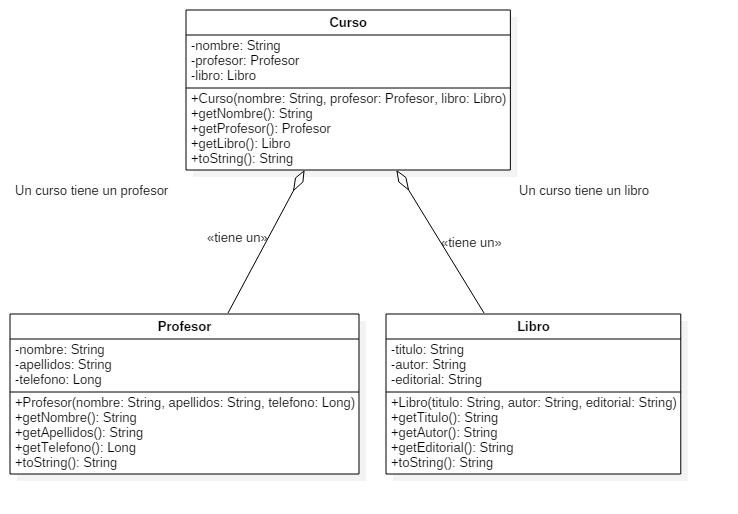 Curso
-nombre: String
-profesor: Profesor
-libro: Libro
+Curso(nombre: String, profesor: Profesor, libro: Libro)
+getNombre(): String
+getProfesor(): Profesor
+getLibro(): Libro
+toString(): String
Un curso tiene un profesor
Un curso tiene un libro
«tiene un»
«tiene un»
Profesor
-nombre: String
-apellidos: String
-telefono: Long
+Profesor(nombre: String, apellidos: String, telefono: Long)
+getNombre(): String
+getApellidos(): String
+getTelefono(): Long
+toString(): String
Libro
-titulo: String
-autor: String
-editorial: String
+Libro(titulo: String, autor: String, editorial: String)
+getTitulo(): String
+getAutor(): String
+getEditorial(): String
+toString(): String